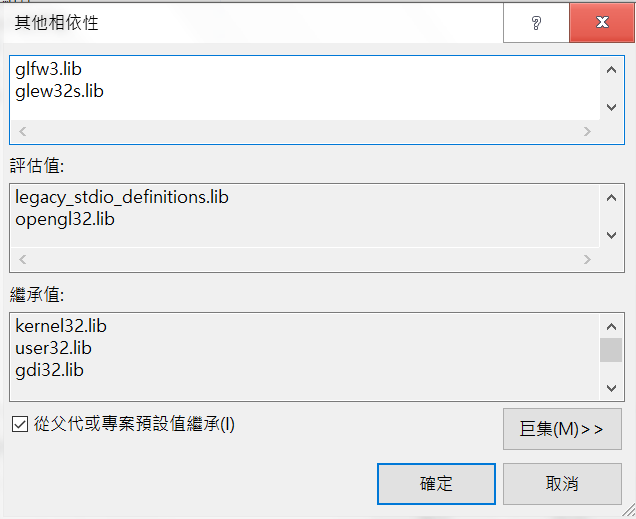 其他相依性
glfw3.lib
glew32s.lib
評估值:
legacy_stdio_definitions.lib
opengl32.lib
繼承值:
kernel32.lib
user32.lib
gdi32.lib
從父代或專案預設值繼承(I)
巨集(M)>>
確定
取消